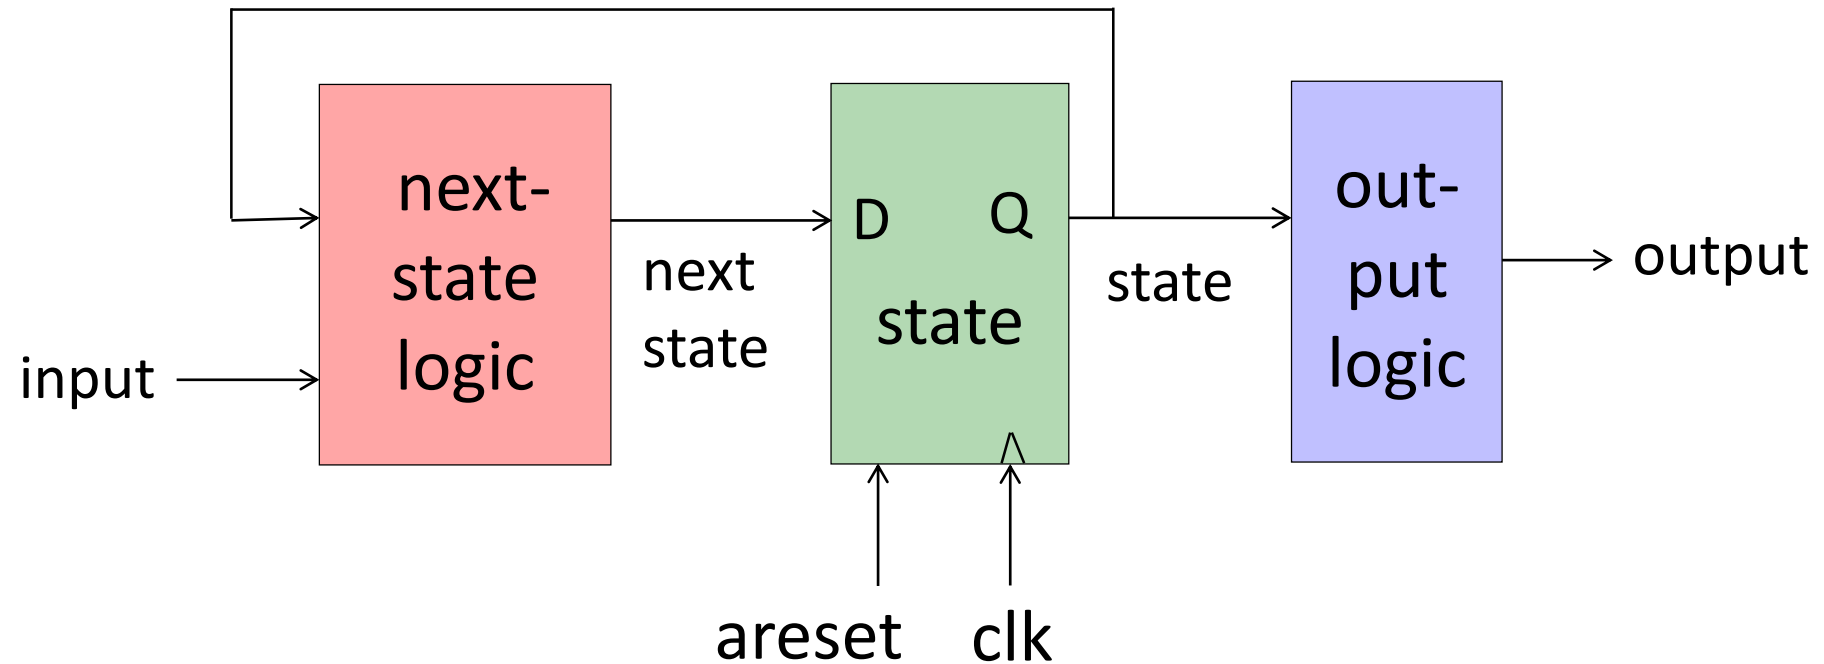 next-
state
logic
input
next
state
D Q
state
state
out-
put
logic
output
areset
clk